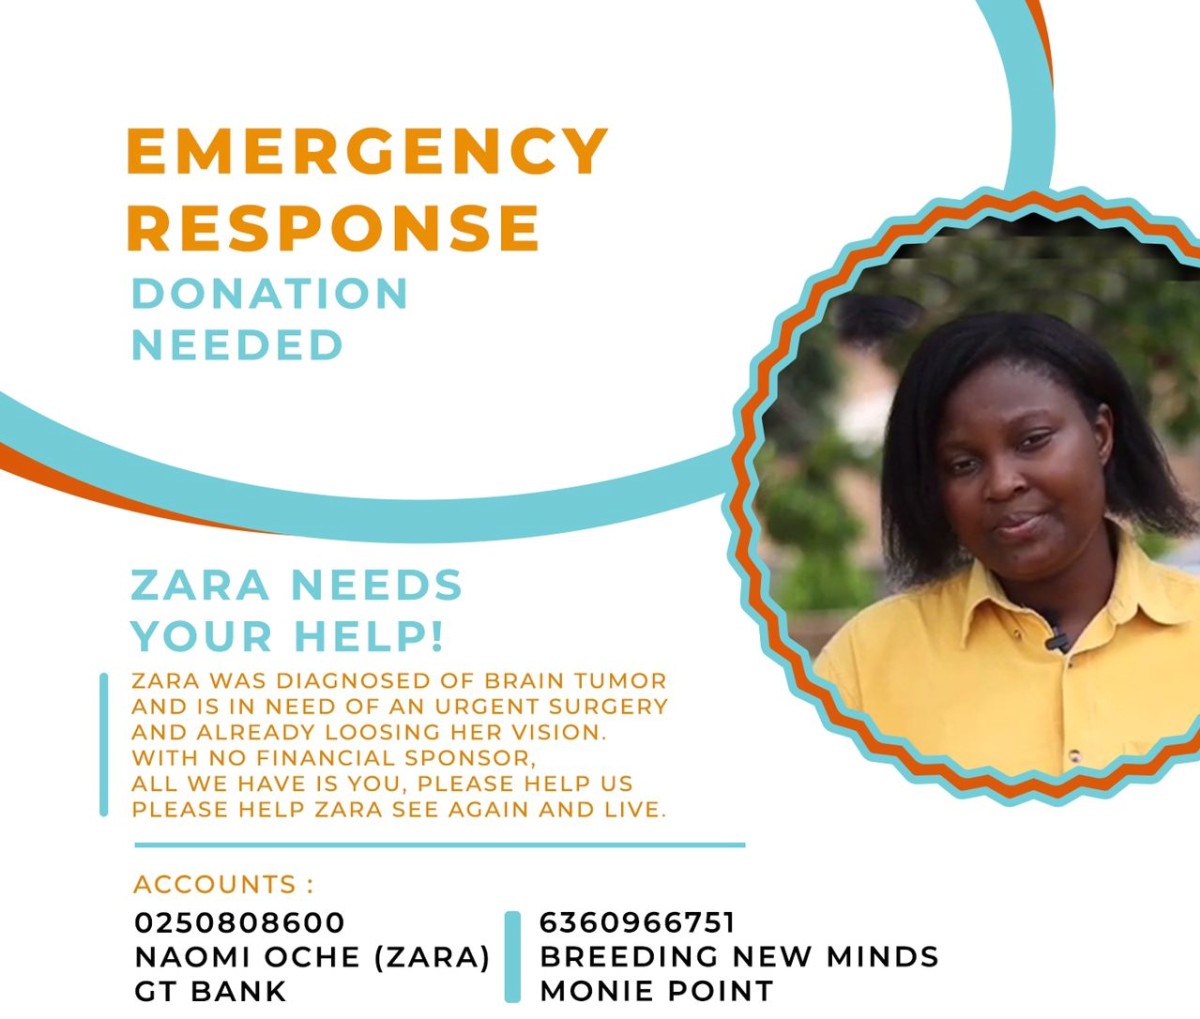 EMERGENCY
RESPONSE
DONATION
NEEDED
ZARA NEEDS
YOUR HELP!
ZARA WAS DIAGNOSED OF BRAIN TUMOR
AND IS IN NEED OF AN URGENT SURGERY
AND ALREADY LOOSING HER VISION.
WITH NO FINANCIAL SPONSOR,
ALL WE HAVE IS YOU, PLEASE HELP US
PLEASE HELP ZARA SEE AGAIN AND LIVE.
ACCOUNTS :
0250808600
NAOMI OCHE (ZARA)
GT BANK
6360966751
BREEDING NEW MINDS
MONIE POINT